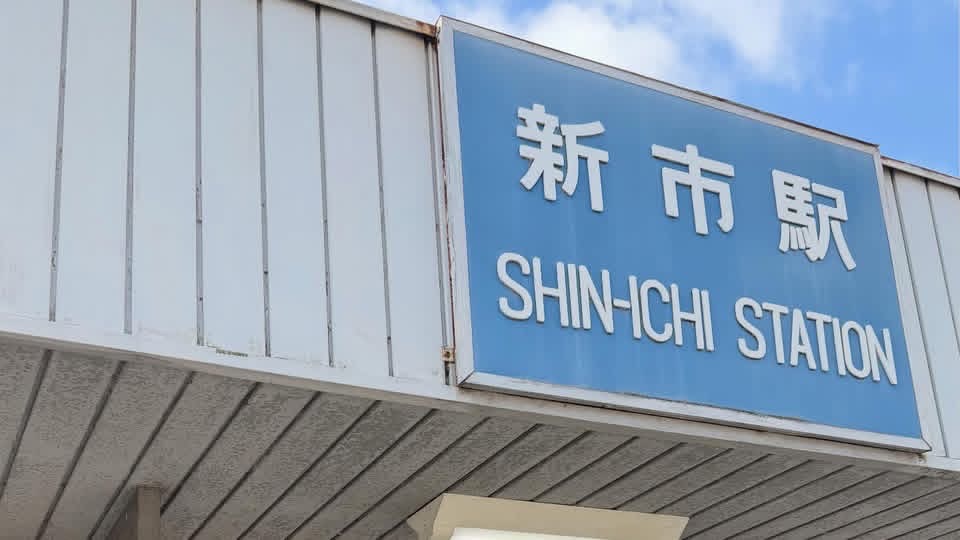 新市駅
SHIN-ICHI STATION